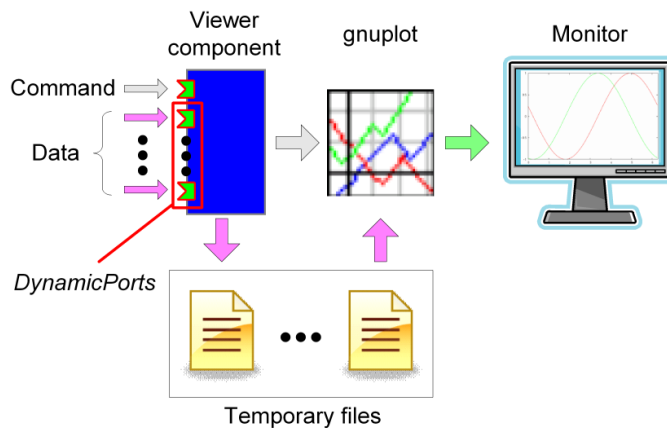 Viewer
component
gnuplot
Monitor
Command
Data
DynamicPorts
Temporary files